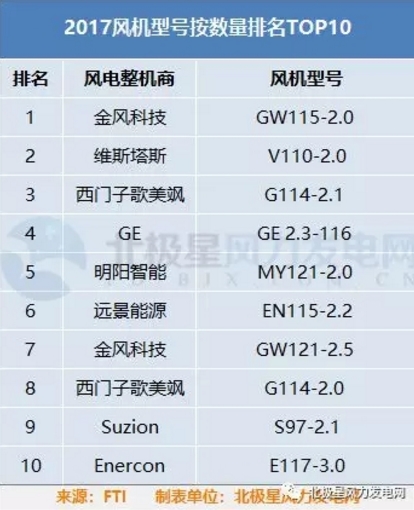 2017风机型号按数量排名TOP10
排名 风电整机商 风机型号
1 金风科技 GW115-2.0
2 维斯塔斯 V110-2.0
3 西门子歌美飒 G114-2.1
4 GE GE 2.3-116
5 明阳智能 MY121-2.0
6 远景能源 EN115-2.2
7 金风科技 GW121-2.5
8 西门子歌美飒 G114-2.0
9 Suzion S97-2.1
10 Enercon E117-3.0
来源：FTI 制表单位：北极星风力发电网
北极星风力发电网
北极星风力发电网